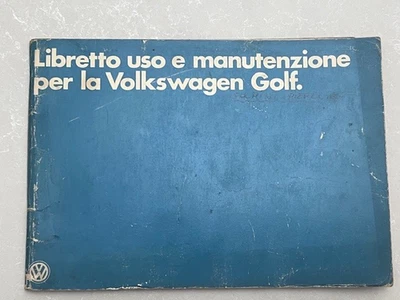 Libretto uso e manutenzione
per la Volkswagen Golf.